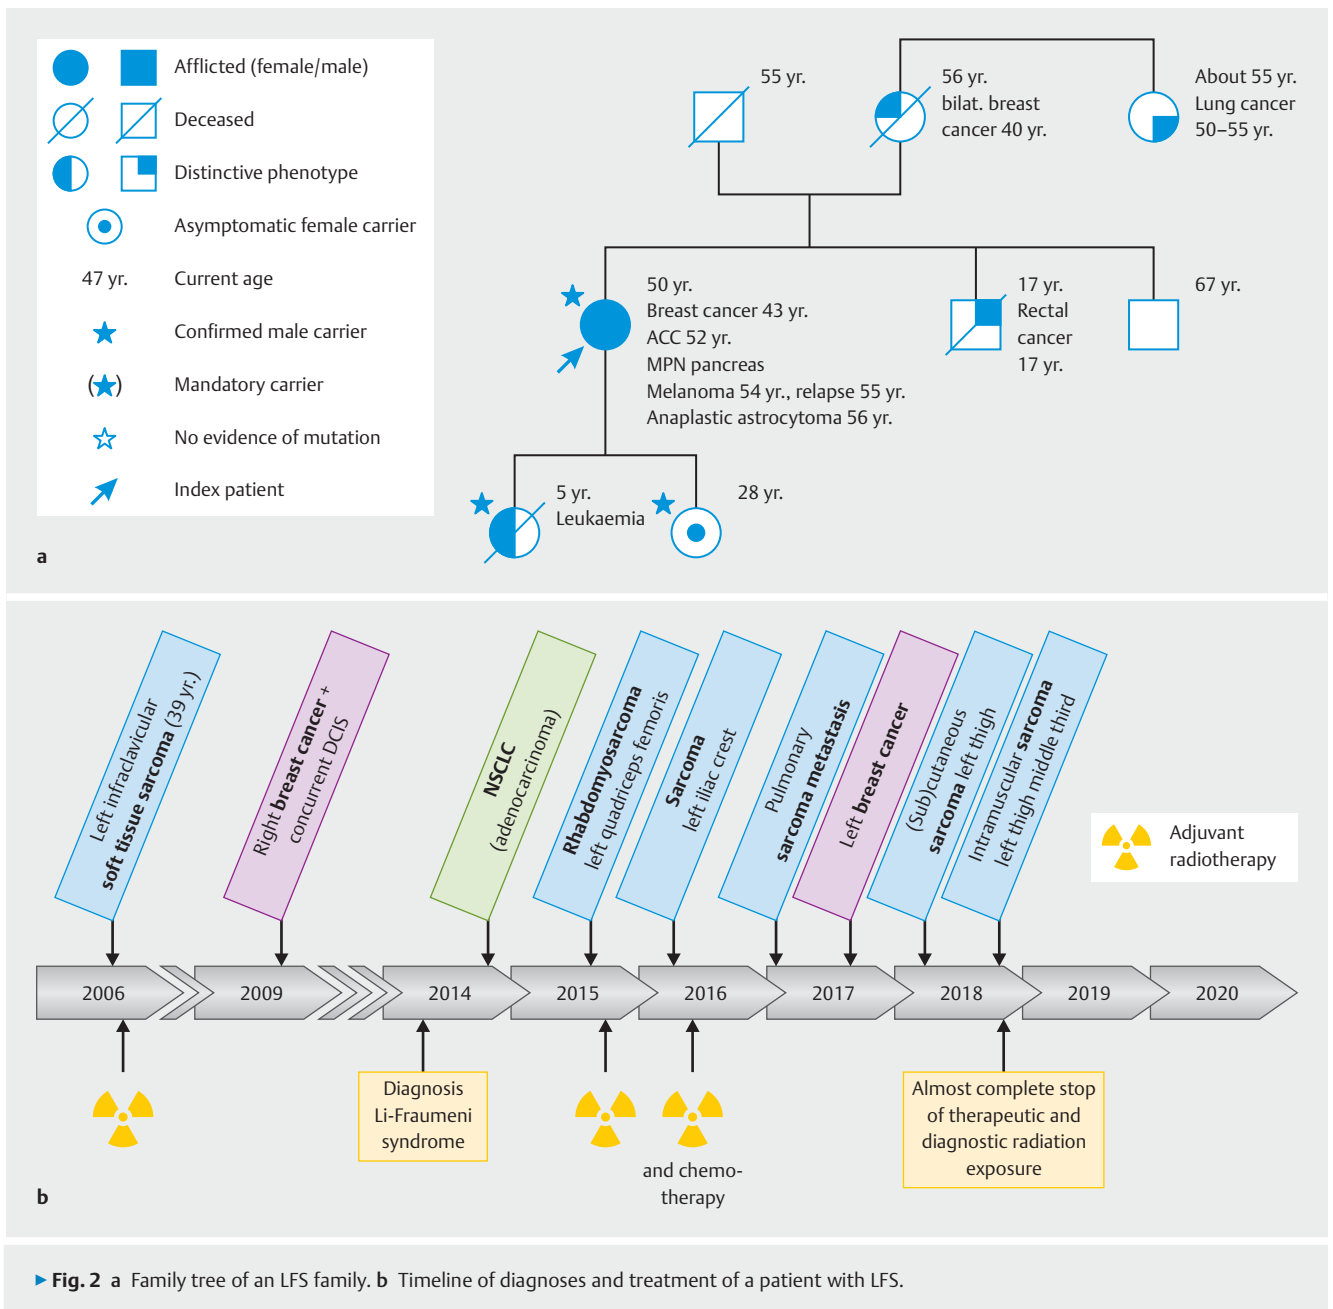 Afflicted (female/male)
Deceased
Distinctive phenotype
Asymptomatic female carrier
47 yr. Current age
Confirmed male carrier
( ) Mandatory carrier
No evidence of mutation
Index patient
55 yr.
56 yr.
bilat. breast
cancer 40 yr.
About 55 yr.
Lung cancer
50–55 yr.
50 yr.
Breast cancer 43 yr.
ACC 52 yr.
MPN pancreas
Melanoma 54 yr., relapse 55 yr.
Anaplastic astrocytoma 56 yr.
17 yr.
Rectal
cancer
17 yr.
67 yr.
5 yr.
Leukaemia
28 yr.
a
Left infraclavicular
soft tissue sarcoma (39 yr.)
Right breast cancer +
concurrent DCIS
NSCLC
(adenocarcinoma)
Rhabdomyosarcoma
left quadriceps femoris
Sarcoma
left iliac crest
Pulmonary
sarcoma metastasis
Left breast cancer
(Sub)cutaneous
sarcoma left thigh
Intramuscular sarcoma
left thigh middle third
Adjuvant
radiotherapy
2006
2009
2014
2015
2016
2017
2018
2019
2020
Diagnosis
Li-Fraumeni
syndrome
and chemo-
therapy
Almost complete stop
of therapeutic and
diagnostic radiation
exposure
b
▸ Fig. 2 a Family tree of an LFS family. b Timeline of diagnoses and treatment of a patient with LFS.